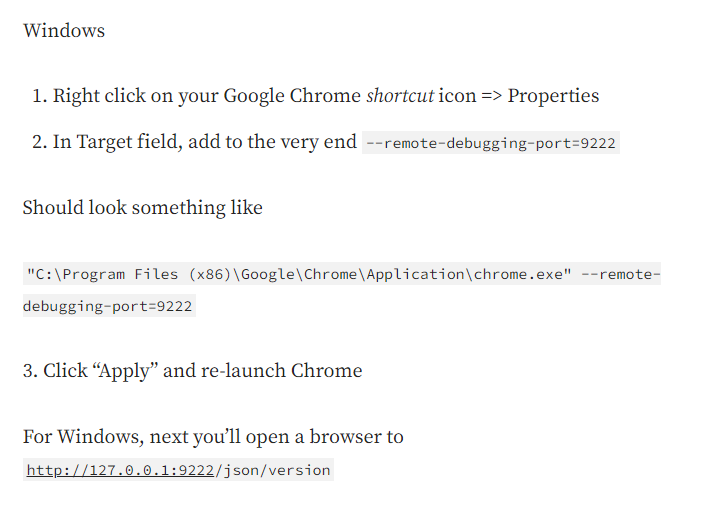 Windows
1. Right click on your Google Chrome shortcut icon => Properties
2. In Target field, add to the very end --remote-debugging-port=9222
Should look something like
"C:\Program Files (x86)\Google\Chrome\Application\chrome.exe" --remote-
debugging-port=9222
3. Click “Apply” and re-launch Chrome
For Windows, next you’ll open a browser to
http://127.0.0.1:9222/json/version